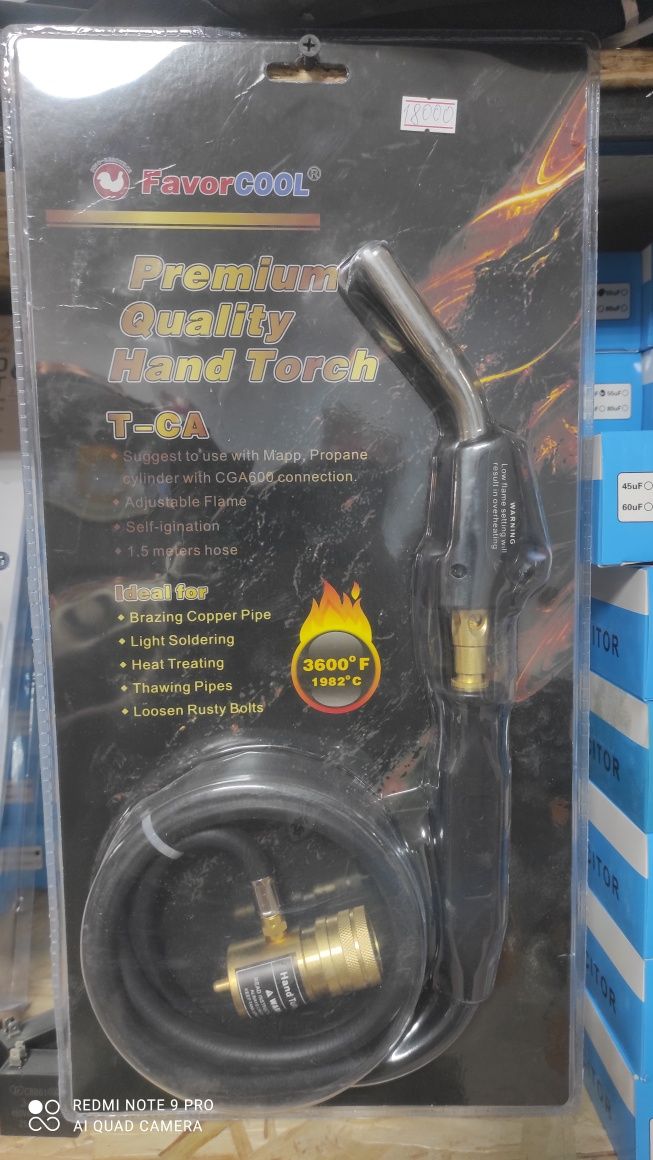 18000
FavorCOOL®
Premium
Quality
Hand Torch
T-CA
Suggest to use with Mapp, Propane
cylinder with CGA600 connection.
Adjustable Flame
Self-igination
1.5 meters hose
WARNING
Low flame setting will
result in overheating
Ideal for
Brazing Copper Pipe
Light Soldering
Heat Treating
Thawing Pipes
Loosen Rusty Bolts
3600°F
1982°C
45uF
60uF
Hand
REDMI NOTE 9 PRO
AI QUAD CAMERA